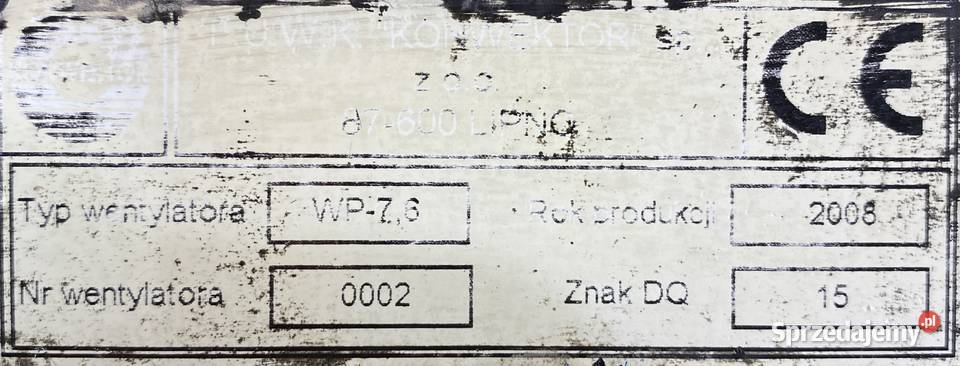 KONWEKTOR
z o.o.
87-600 LIPNO
CE
Typ wentylatora WP-7,6 Rok produkcji 2008
Nr wentylatora 0002 Znak DQ 15
Sprzedajemy.pl